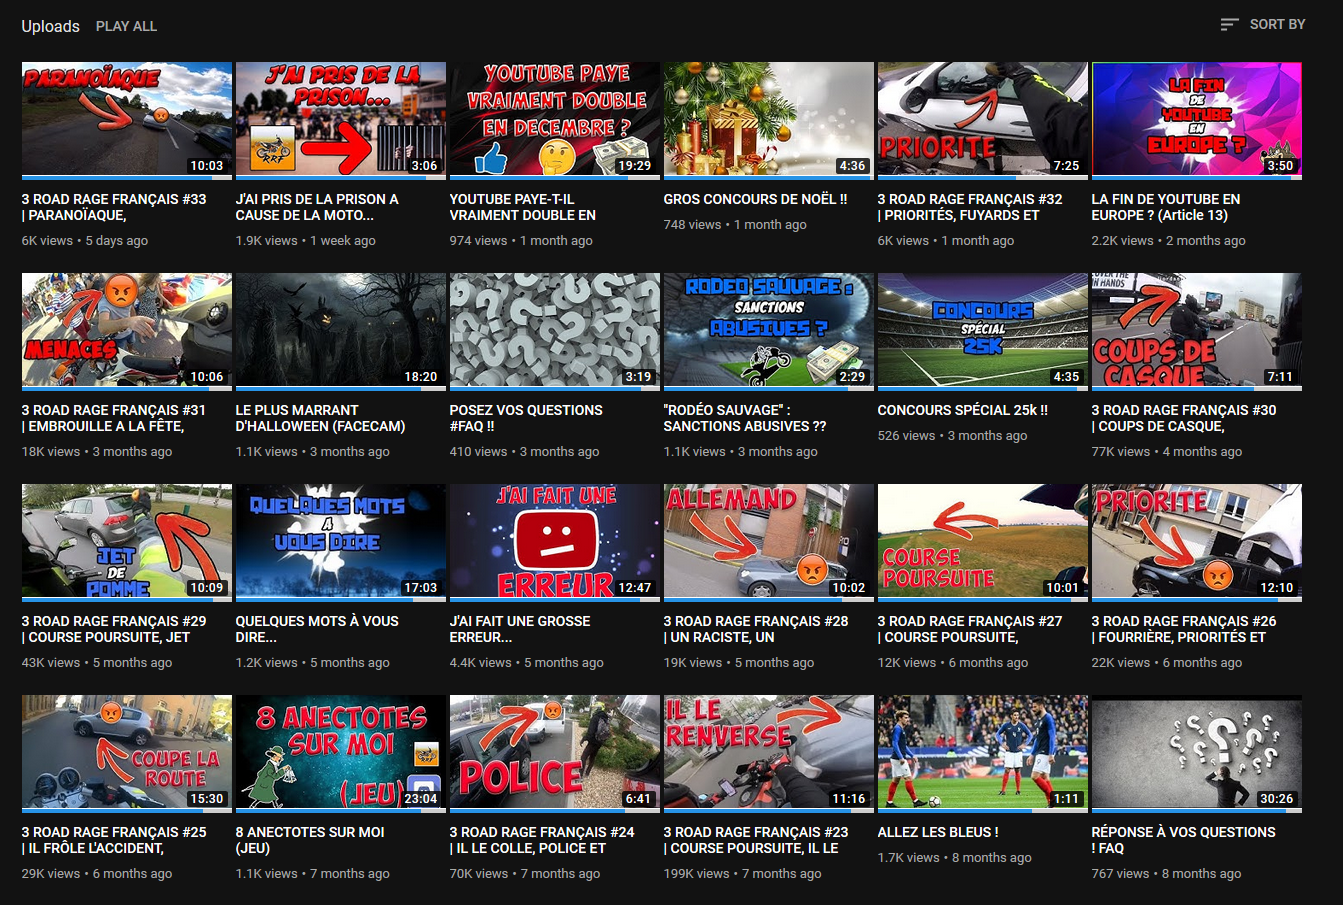 Uploads PLAY ALL SORT BY
PARANOÏAQUE
10:03
J'AI PRIS DE LA
PRISON...
RRF
3:06
YOUTUBE PAYE
VRAIMENT DOUBLE
EN DECEMBRE ?
19:29
4:36
PRIORITE
7:25
LA FIN
DE
YOUTUBE
EN
EUROPE ?
3:50
3 ROAD RAGE FRANÇAIS #33
| PARANOÏAQUE,
6K views • 5 days ago
J'AI PRIS DE LA PRISON A
CAUSE DE LA MOTO...
1.9K views • 1 week ago
YOUTUBE PAYE-T-IL
VRAIMENT DOUBLE EN
974 views • 1 month ago
GROS CONCOURS DE NOËL !!
748 views • 1 month ago
3 ROAD RAGE FRANÇAIS #32
| PRIORITÉS, FUYARDS ET
6K views • 1 month ago
LA FIN DE YOUTUBE EN
EUROPE ? (Article 13)
2.2K views • 2 months ago
MENACES
10:06
18:20
3:19
RODEO SAUVAGE :
SANCTIONS
ABUSIVES ?
2:29
CONCOURS
SPÉCIAL
25K
4:35
IN HANDS
COUPS DE
CASQUE
7:11
3 ROAD RAGE FRANÇAIS #31
| EMBROUILLE A LA FÊTE,
18K views • 3 months ago
LE PLUS MARRANT
D'HALLOWEEN (FACECAM)
1.1K views • 3 months ago
POSEZ VOS QUESTIONS
#FAQ !!
410 views • 3 months ago
"RODÉO SAUVAGE" :
SANCTIONS ABUSIVES ??
1.1K views • 3 months ago
CONCOURS SPÉCIAL 25k !!
526 views • 3 months ago
3 ROAD RAGE FRANÇAIS #30
| COUPS DE CASQUE,
77K views • 4 months ago
JET
DE
POMME
10:09
QUELQUES MOTS
A
VOUS DIRE
17:03
J'AI FAIT UNE
ERREUR
12:47
ALLEMAND
10:02
COURSE
POURSUITE
10:01
PRIORITE
12:10
3 ROAD RAGE FRANÇAIS #29
| COURSE POURSUITE, JET
43K views • 5 months ago
QUELQUES MOTS À VOUS
DIRE...
1.2K views • 5 months ago
J'AI FAIT UNE GROSSE
ERREUR...
4.4K views • 5 months ago
3 ROAD RAGE FRANÇAIS #28
| UN RACISTE, UN
19K views • 5 months ago
3 ROAD RAGE FRANÇAIS #27
| COURSE POURSUITE,
12K views • 6 months ago
3 ROAD RAGE FRANÇAIS #26
| FOURRIÈRE, PRIORITÉS ET
22K views • 6 months ago
COUPE LA
ROUTE
15:30
8 ANECTOTES
SUR MOI
(JEU)
23:04
POLICE
6:41
IL LE
RENVERSE
11:16
1:11
30:26
3 ROAD RAGE FRANÇAIS #25
| IL FRÔLE L'ACCIDENT,
29K views • 6 months ago
8 ANECTOTES SUR MOI
(JEU)
1.1K views • 7 months ago
3 ROAD RAGE FRANÇAIS #24
| IL LE COLLE, POLICE ET
70K views • 7 months ago
3 ROAD RAGE FRANÇAIS #23
| COURSE POURSUITE, IL LE
199K views • 7 months ago
ALLEZ LES BLEUS !
1.7K views • 8 months ago
RÉPONSE À VOS QUESTIONS
! FAQ
767 views • 8 months ago